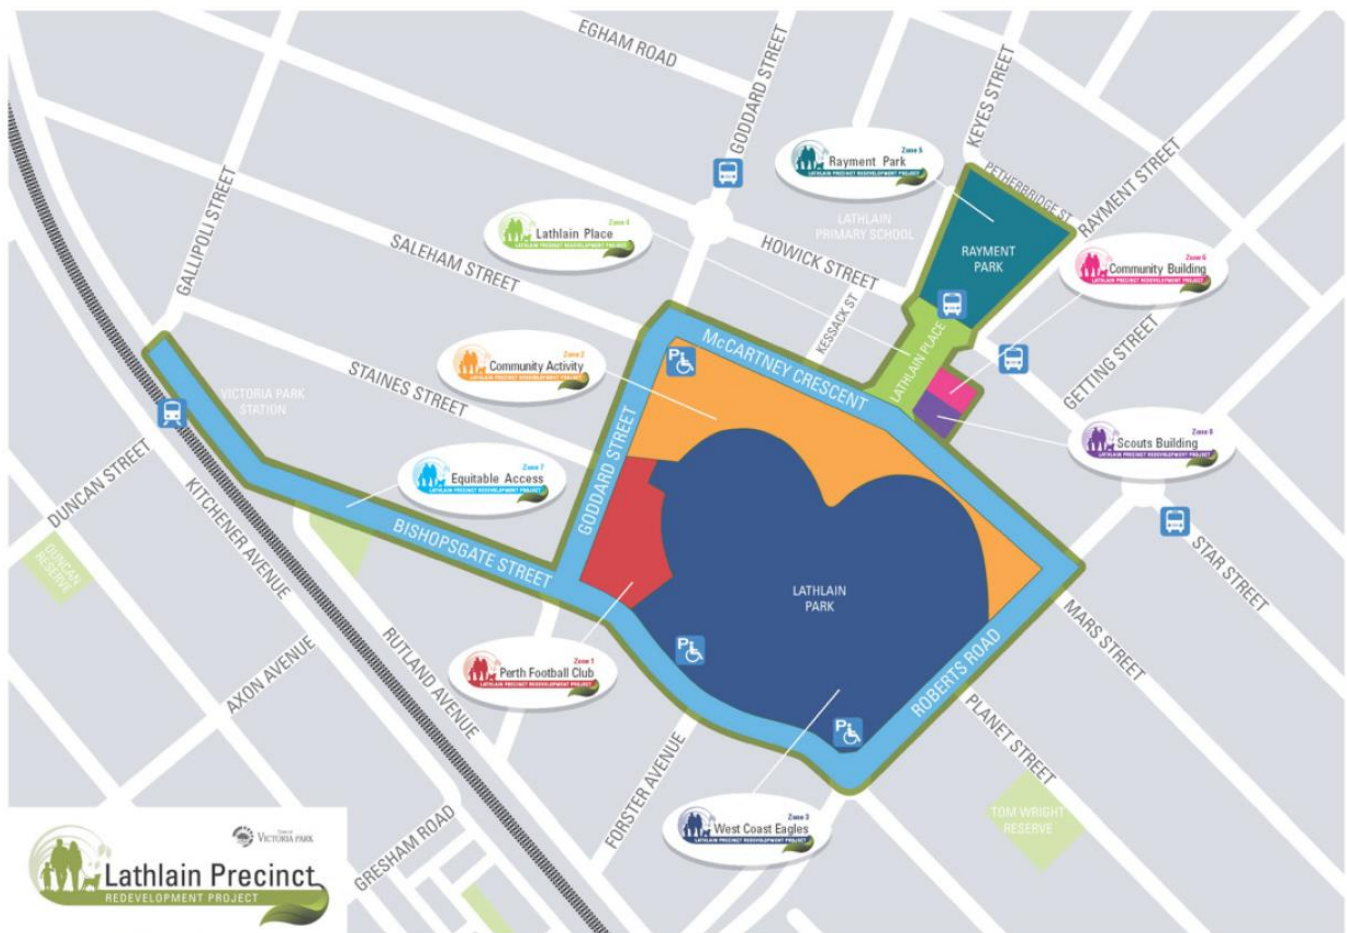 EGHAM ROAD
GODDARD STREET
KEYES STREET
Zone 5
Rayment Park
LATHLAIN PRECINCT REDEVELOPMENT PROJECT
PETHERBRIDGE ST
RAYMENT STREET
GALLIPOLI STREET
Zone 4
Lathlain Place
LATHLAIN PRECINCT REDEVELOPMENT PROJECT
LATHLAIN
PRIMARY SCHOOL
SALEHAM STREET
HOWICK STREET
RAYMENT
PARK
Zone 6
Community Building
LATHLAIN PRECINCT REDEVELOPMENT PROJECT
KESSACK ST
LATHLAIN PLACE
McCARTNEY CRESCENT
GETTING STREET
P
Zone 2
Community Activity
LATHLAIN PRECINCT REDEVELOPMENT PROJECT
STAINES STREET
VICTORIA PARK
STATION
Zone 8
Scouts Building
LATHLAIN PRECINCT REDEVELOPMENT PROJECT
GODDARD STREET
Zone 7
Equitable Access
LATHLAIN PRECINCT REDEVELOPMENT PROJECT
DUNCAN STREET
KITCHENER AVENUE
BISHOPSGATE STREET
STAR STREET
DUNCAN
RESERVE
LATHLAIN
PARK
MARS STREET
P
Zone 1
Perth Football Club
LATHLAIN PRECINCT REDEVELOPMENT PROJECT
RUTLAND AVENUE
AXON AVENUE
ROBERTS ROAD
PLANET STREET
P
FORSTER AVENUE
Zone 3
West Coast Eagles
LATHLAIN PRECINCT REDEVELOPMENT PROJECT
TOM WRIGHT
RESERVE
GRESHAM ROAD
TOWN OF
VICTORIA PARK
Lathlain Precinct
REDEVELOPMENT PROJECT